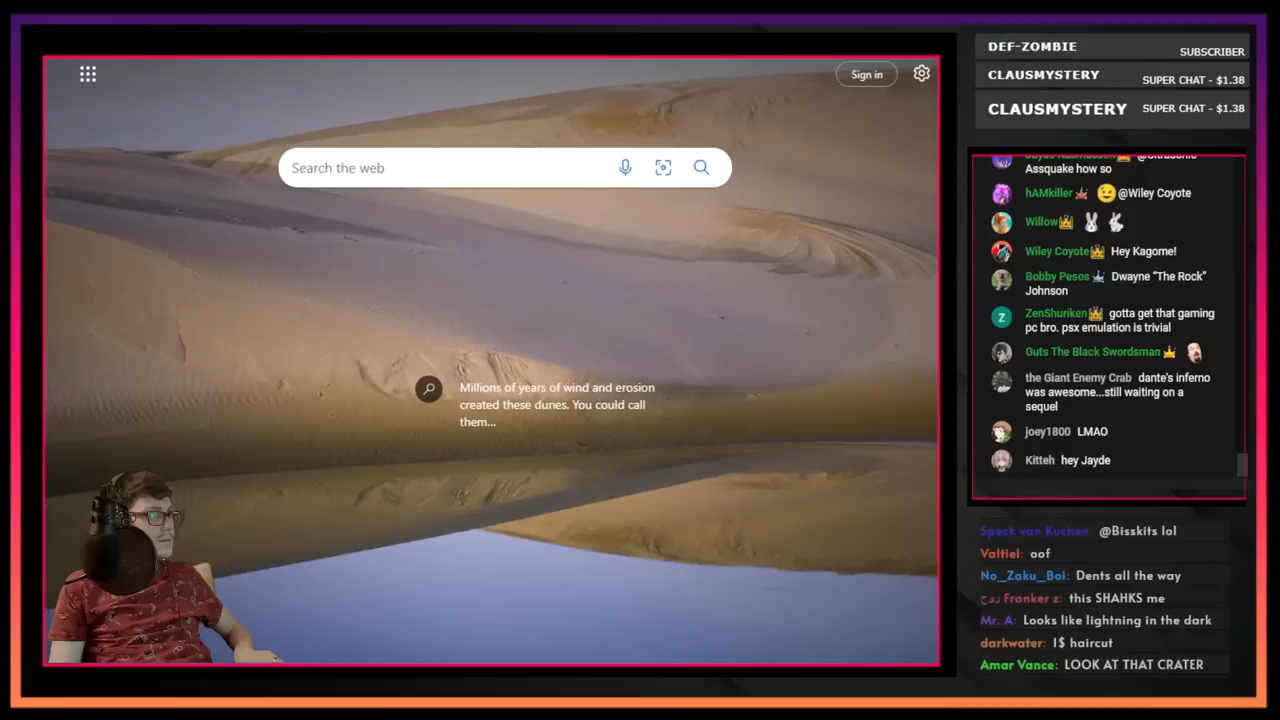 Sign in
Search the web
Millions of years of wind and erosion
created these dunes. You could call
them...
DEF-ZOMBIE SUBSCRIBER
CLAUSMYSTERY SUPER CHAT - $1.38
CLAUSMYSTERY SUPER CHAT - $1.38
Assquake how so
hAMkiller @Wiley Coyote
Willow
Wiley Coyote Hey Kagome!
Bobby Pesos Dwayne “The Rock”
Johnson
Z
ZenShuriken gotta get that gaming
pc bro. psx emulation is trivial
Guts The Black Swordsman
the Giant Enemy Crab dante's inferno
was awesome...still waiting on a
sequel
joey1800 LMAO
Kitteh hey Jayde
Speck van Kuchen: @Bisskits lol
Valtiel: oof
No_Zaku_Boi: Dents all the way
Franker z: this SHAHKS me
Mr. A: Looks like lightning in the dark
darkwater: I$ haircut
Amar Vance: LOOK AT THAT CRATER